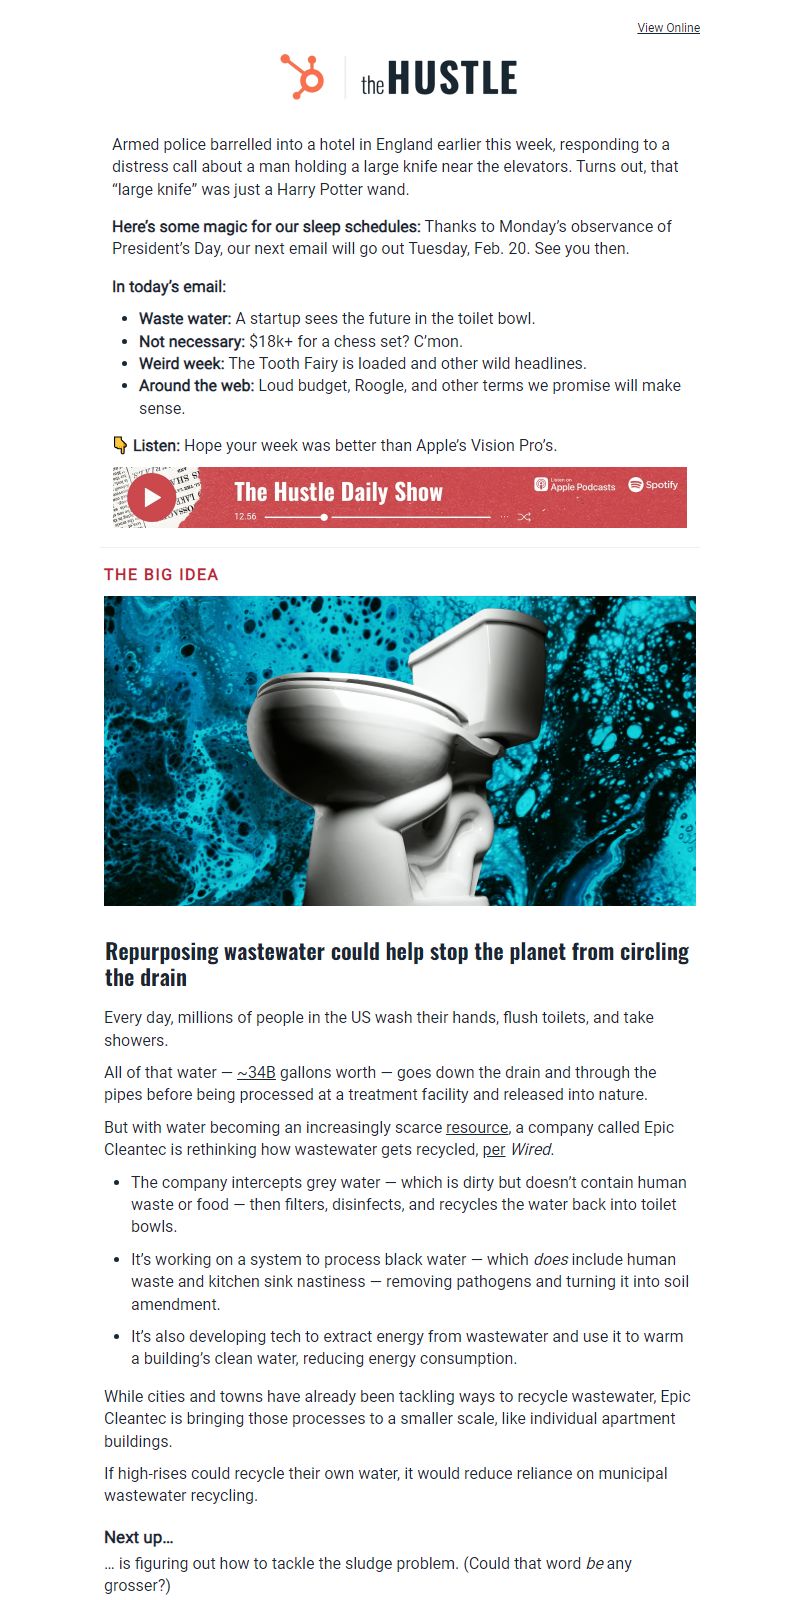 View Online
the HUSTLE
Armed police barrelled into a hotel in England earlier this week, responding to a
distress call about a man holding a large knife near the elevators. Turns out, that
“large knife” was just a Harry Potter wand.
Here’s some magic for our sleep schedules: Thanks to Monday’s observance of
President’s Day, our next email will go out Tuesday, Feb. 20. See you then.
In today’s email:
• Waste water: A startup sees the future in the toilet bowl.
• Not necessary: $18k+ for a chess set? C’mon.
• Weird week: The Tooth Fairy is loaded and other wild headlines.
• Around the web: Loud budget, Roogle, and other terms we promise will make
sense.
👇 Listen: Hope your week was better than Apple’s Vision Pro’s.
The Hustle Daily Show
Listen on
Apple Podcasts
Spotify
12:56
THE BIG IDEA
Repurposing wastewater could help stop the planet from circling
the drain
Every day, millions of people in the US wash their hands, flush toilets, and take
showers.
All of that water — ~34B gallons worth — goes down the drain and through the
pipes before being processed at a treatment facility and released into nature.
But with water becoming an increasingly scarce resource, a company called Epic
Cleantec is rethinking how wastewater gets recycled, per Wired.
• The company intercepts grey water — which is dirty but doesn’t contain human
waste or food — then filters, disinfects, and recycles the water back into toilet
bowls.
• It’s working on a system to process black water — which does include human
waste and kitchen sink nastiness — removing pathogens and turning it into soil
amendment.
• It’s also developing tech to extract energy from wastewater and use it to warm
a building’s clean water, reducing energy consumption.
While cities and towns have already been tackling ways to recycle wastewater, Epic
Cleantec is bringing those processes to a smaller scale, like individual apartment
buildings.
If high-rises could recycle their own water, it would reduce reliance on municipal
wastewater recycling.
Next up…
… is figuring out how to tackle the sludge problem. (Could that word be any
grosser?)